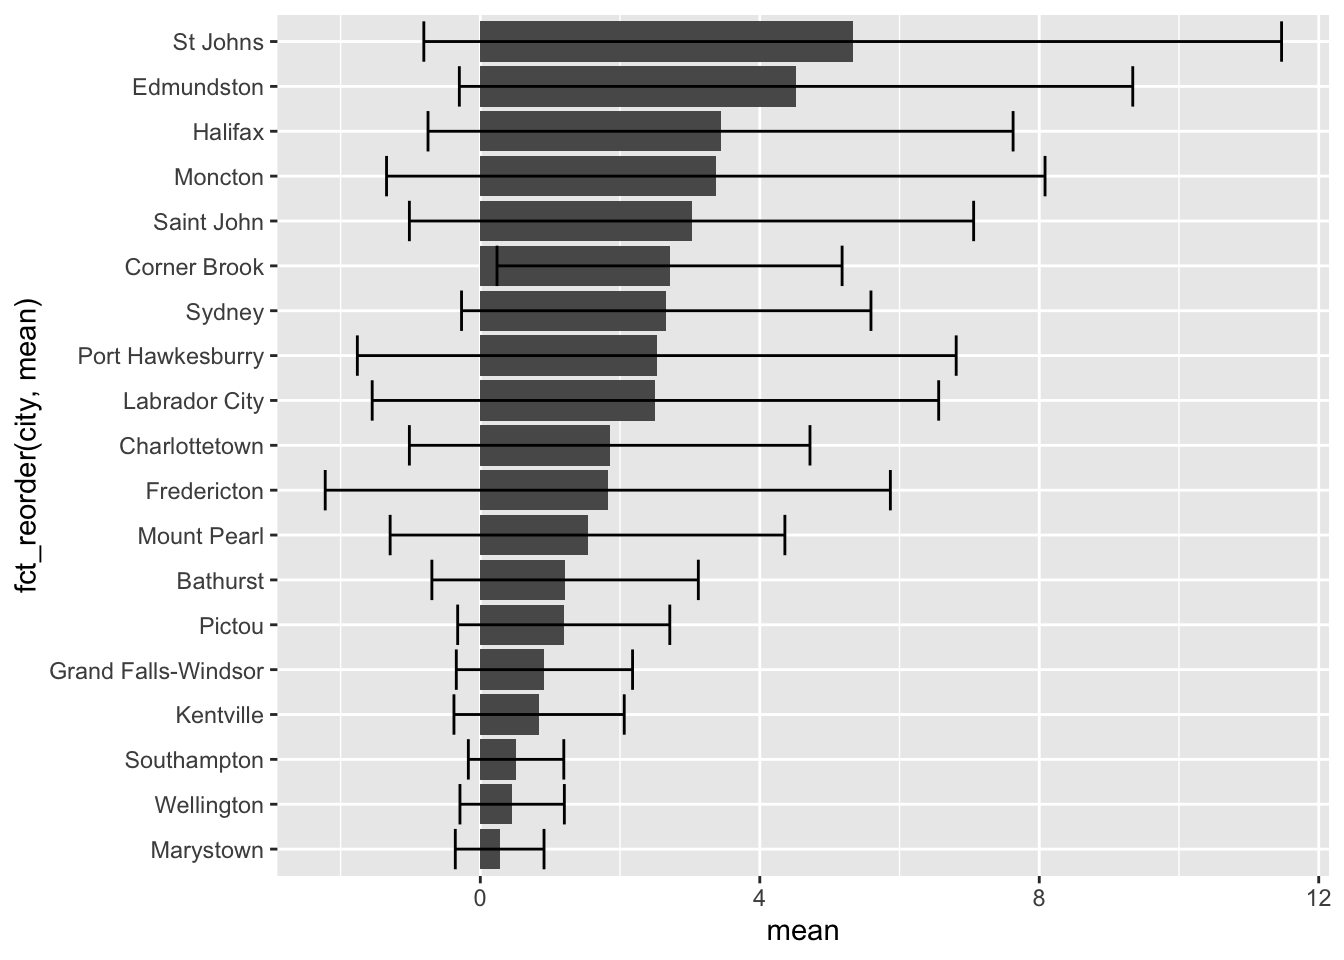 St Johns
Edmundston
Halifax
Moncton
Saint John
Corner Brook
Sydney
Port Hawkesburry
Labrador City
Charlottetown
Fredericton
Mount Pearl
Bathurst
Pictou
Grand Falls-Windsor
Kentville
Southampton
Wellington
Marystown
fct_reorder(city, mean)
0 4 8 12
mean